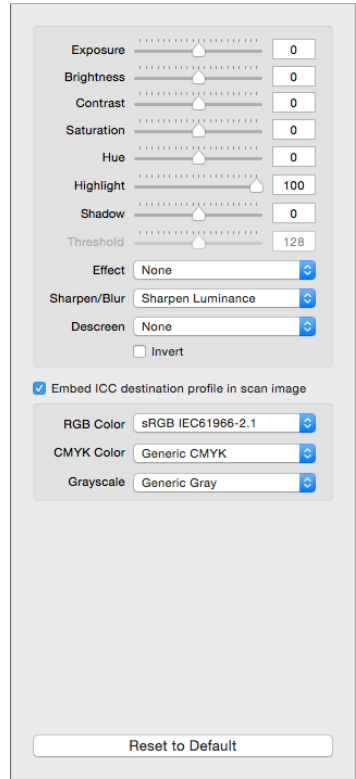 Exposure 0
Brightness 0
Contrast 0
Saturation 0
Hue 0
Highlight 100
Shadow 0
Threshold 128
Effect None
Sharpen/Blur Sharpen Luminance
Descreen None
Invert
Embed ICC destination profile in scan image
RGB Color sRGB IEC61966-2.1
CMYK Color Generic CMYK
Grayscale Generic Gray
Reset to Default